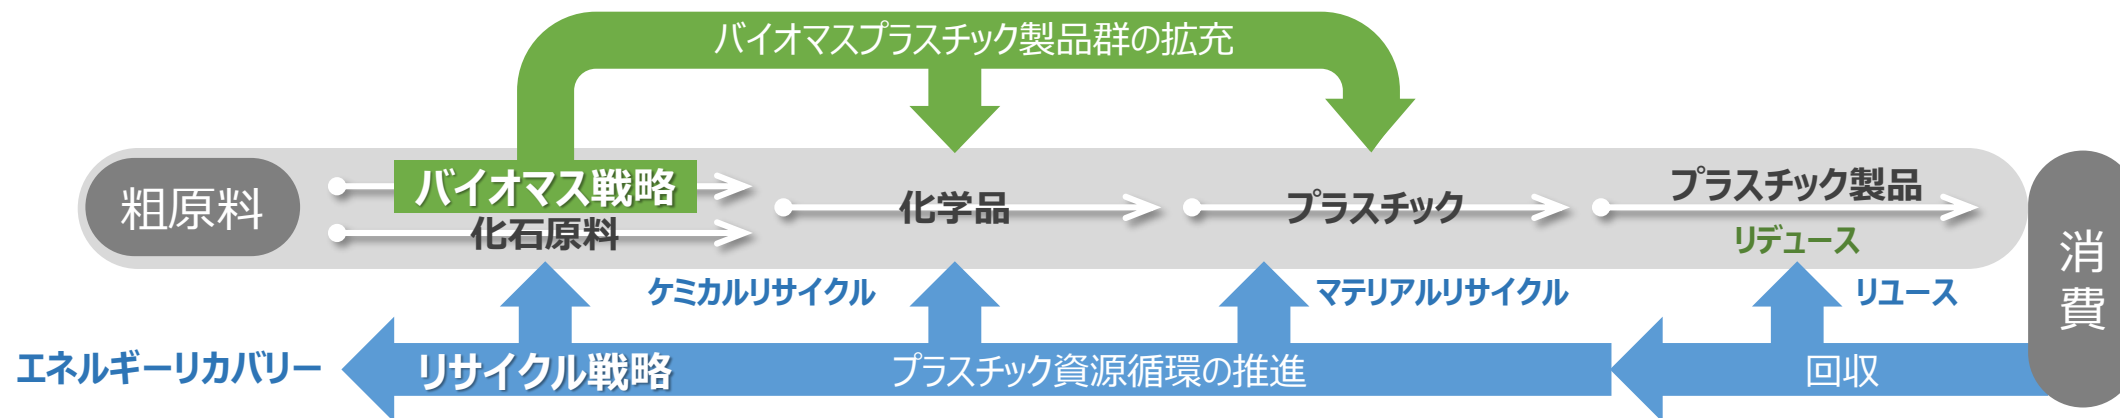 バイオマスプラスチック製品群の拡充
粗原料
バイオマス戦略
化石原料
化学品
プラスチック
プラスチック製品
リデュース
消費
ケミカルリサイクル
マテリアルリサイクル
リユース
エネルギーリカバリー
リサイクル戦略
プラスチック資源循環の推進
回収